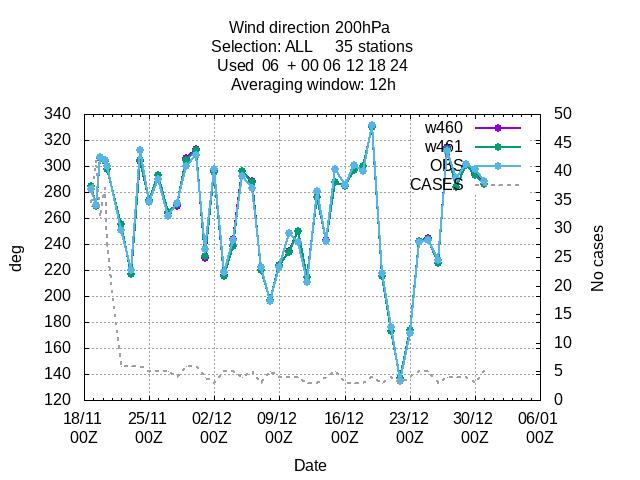 Wind direction 200hPa
Selection: ALL 35 stations
Used 06 + 00 06 12 18 24
Averaging window: 12h
340 50
w460
320 45
w461
300 OBS 40
CASES
280 35
260 30
240 25
220 20
200 15
180 10
160 5
140 0
120
deg
No cases
18/11 25/11 02/12 09/12 16/12 23/12 30/12 06/01
00Z 00Z 00Z 00Z 00Z 00Z 00Z 00Z
Date